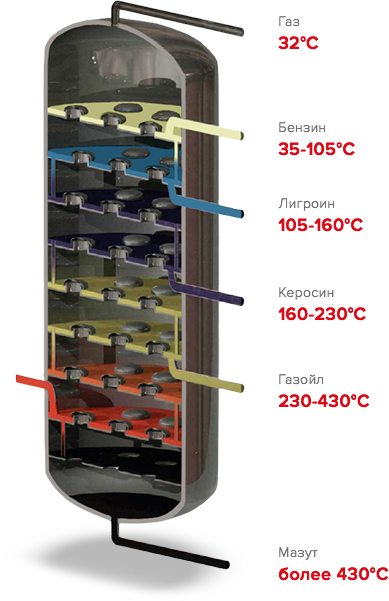 Газ
32°C
Бензин
35-105°C
Лигроин
105-160°C
Керосин
160-230°C
Газойл
230-430°C
Мазут
более 430°C